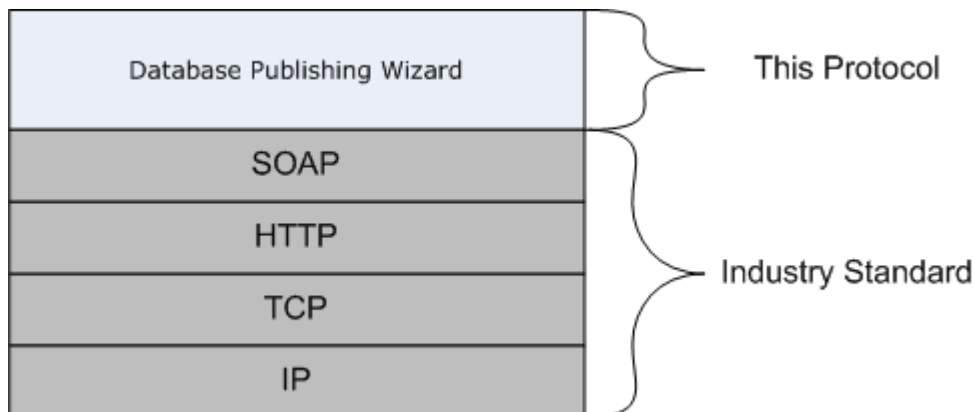 Database Publishing Wizard
This Protocol
SOAP
HTTP
TCP
IP
Industry Standard